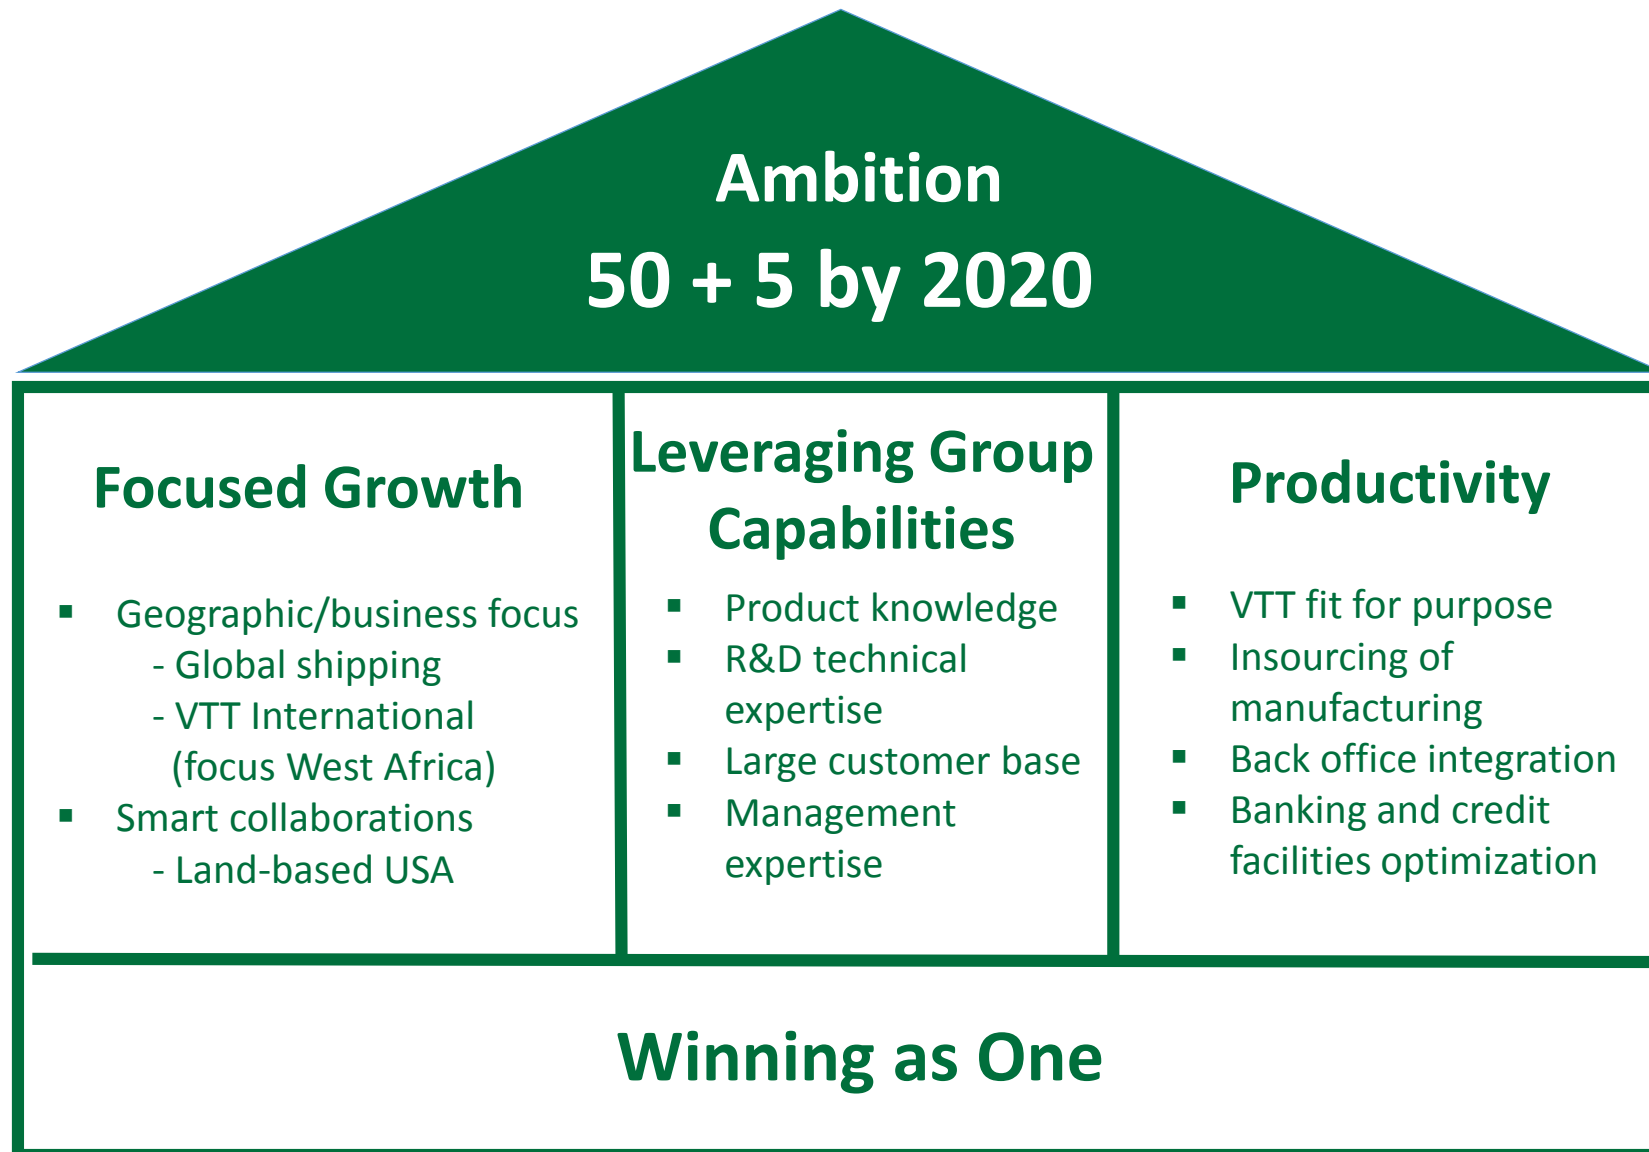 Ambition
50 + 5 by 2020
Focused Growth
▪ Geographic/business focus
- Global shipping
- VTT International
(focus West Africa)
▪ Smart collaborations
- Land-based USA
Leveraging Group
Capabilities
▪ Product knowledge
▪ R&D technical
expertise
▪ Large customer base
▪ Management
expertise
Productivity
▪ VTT fit for purpose
▪ Insourcing of
manufacturing
▪ Back office integration
▪ Banking and credit
facilities optimization
Winning as One